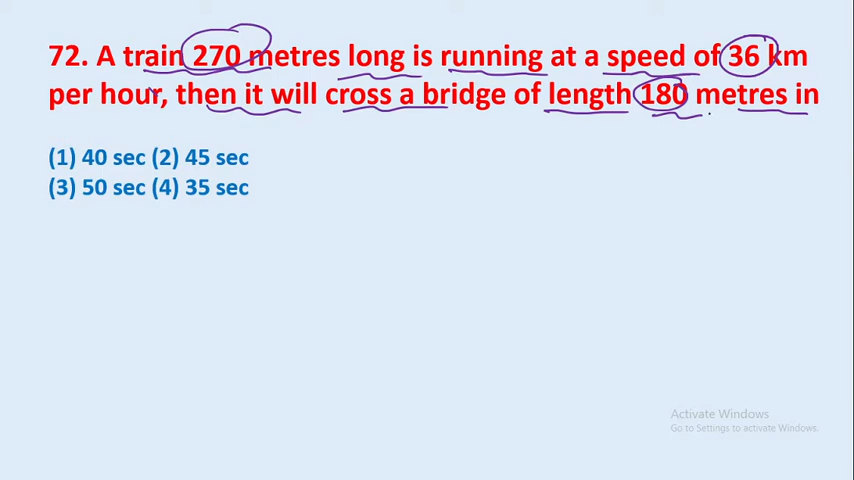 72. A train 270 metres long is running at a speed of 36 km
per hour, then it will cross a bridge of length 180 metres in
(1) 40 sec (2) 45 sec
(3) 50 sec (4) 35 sec
Activate Windows
Go to Settings to activate Windows.